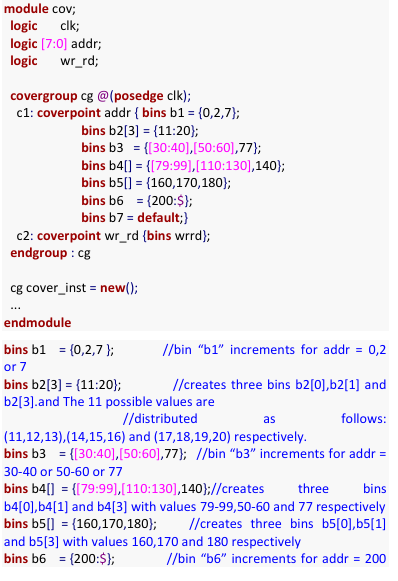 module cov;
logic clk;
logic [7:0] addr;
logic wr_rd;
covergroup cg @(posedge clk);
c1: coverpoint addr { bins b1 = {0,2,7};
bins b2[3] = {11:20};
bins b3 = {[30:40],[50:60],77};
bins b4[] = {[79:99],[110:130],140};
bins b5[] = {160,170,180};
bins b6 = {200:$};
bins b7 = default;}
c2: coverpoint wr_rd {bins wrrd};
endgroup : cg
cg cover_inst = new();
...
endmodule
bins b1 = {0,2,7 }; //bin “b1” increments for addr = 0,2
or 7
bins b2[3] = {11:20}; //creates three bins b2[0],b2[1] and
b2[3].and The 11 possible values are
//distributed as follows:
(11,12,13),(14,15,16) and (17,18,19,20) respectively.
bins b3 = {[30:40],[50:60],77}; //bin “b3” increments for addr =
30-40 or 50-60 or 77
bins b4[] = {[79:99],[110:130],140};//creates three bins
b4[0],b4[1] and b4[3] with values 79-99,50-60 and 77 respectively
bins b5[] = {160,170,180}; //creates three bins b5[0],b5[1]
and b5[3] with values 160,170 and 180 respectively
bins b6 = {200:$}; //bin “b6” increments for addr = 200